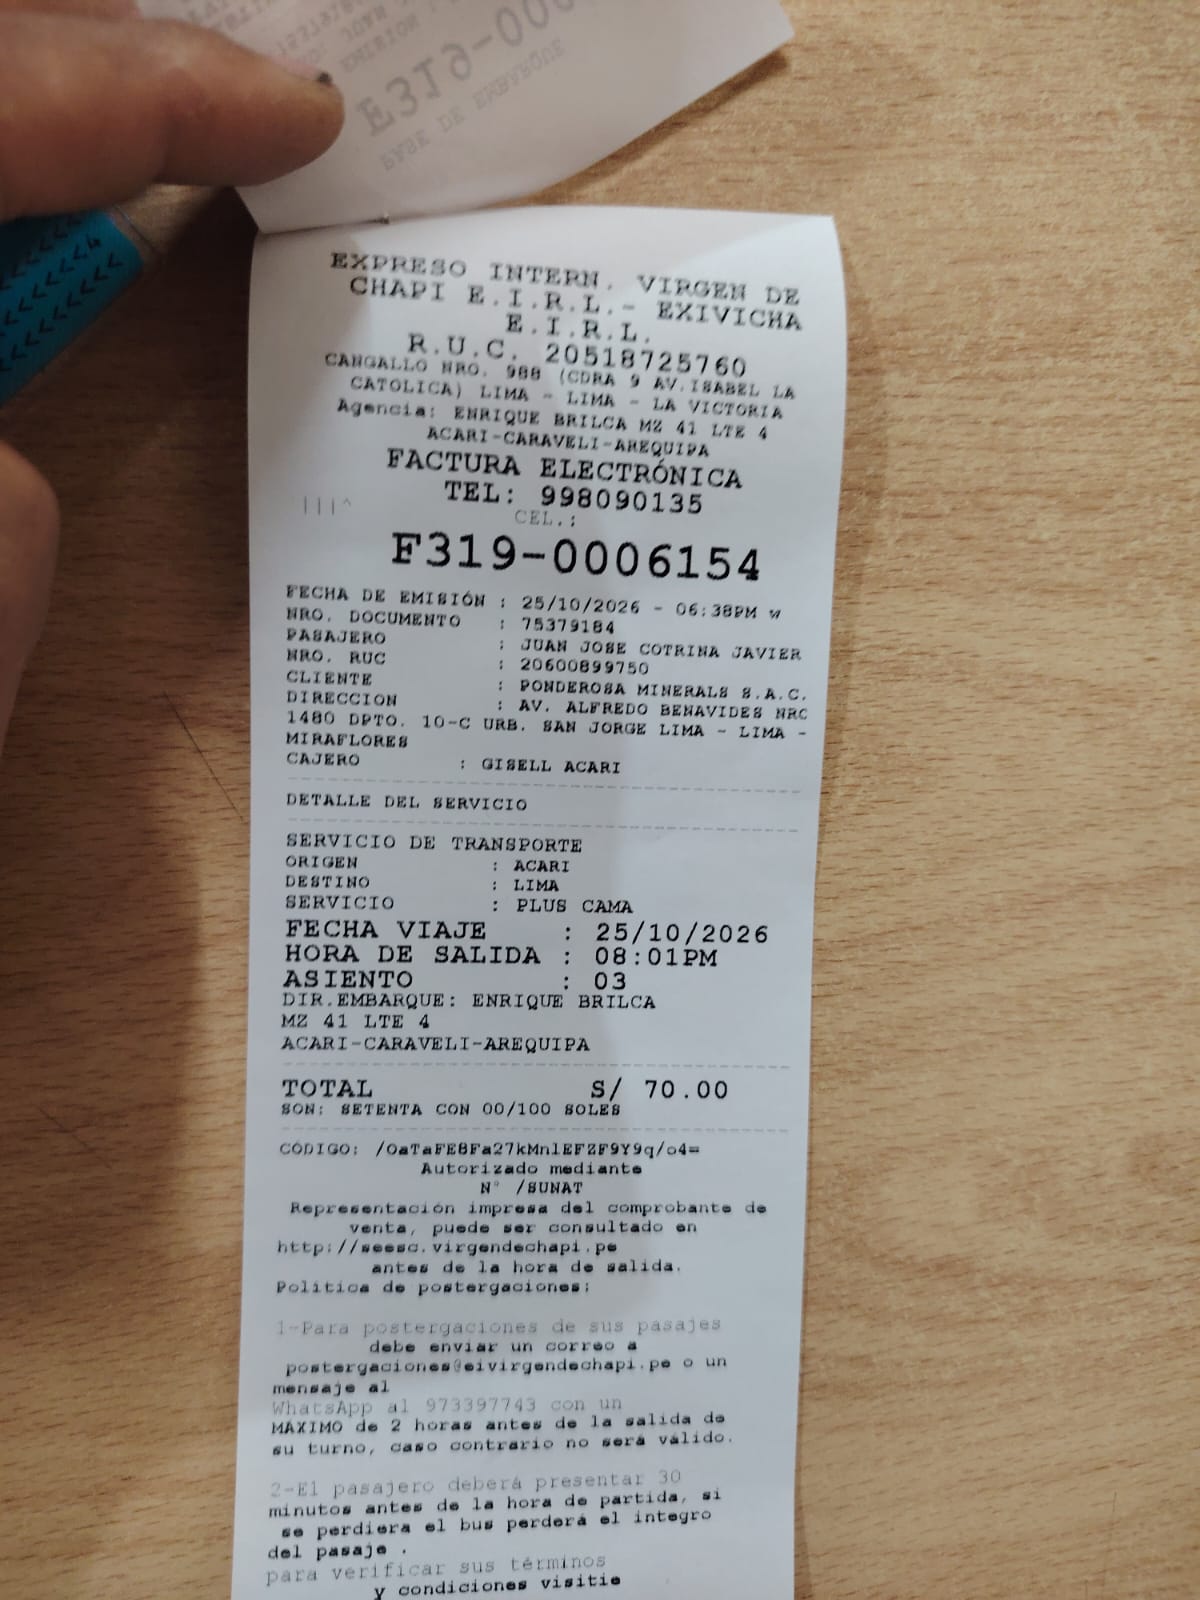 E319-000
PASE DE EMBARQUE
EXPRESO INTERN. VIRGEN DE
CHAPI E.I.R.L.- EXIVICHA
E.I.R.L.
R.U.C. 20518725760
CANGALLO NRO. 988 (CDRA 9 AV.ISABEL LA
CATOLICA) LIMA - LIMA - LA VICTORIA
Agencia: ENRIQUE BRILCA MZ 41 LTE 4
ACARI-CARAVELI-AREQUIPA
FACTURA ELECTRÓNICA
TEL: 998090135
CEL.:
F319-0006154
FECHA DE EMISIÓN : 25/10/2026 - 06:38PM
NRO. DOCUMENTO : 75379184
PASAJERO : JUAN JOSE COTRINA JAVIER
NRO. RUC : 20600899750
CLIENTE : PONDEROSA MINERALS S.A.C.
DIRECCION : AV. ALFREDO BENAVIDES NRO
1480 DPTO. 10-C URB. SAN JORGE LIMA - LIMA -
MIRAFLORES
CAJERO : GISELL ACARI
DETALLE DEL SERVICIO
SERVICIO DE TRANSPORTE
ORIGEN : ACARI
DESTINO : LIMA
SERVICIO : PLUS CAMA
FECHA VIAJE : 25/10/2026
HORA DE SALIDA : 08:01PM
ASIENTO : 03
DIR.EMBARQUE: ENRIQUE BRILCA
MZ 41 LTE 4
ACARI-CARAVELI-AREQUIPA
TOTAL S/ 70.00
SON: SETENTA CON 00/100 SOLES
CÓDIGO: /OaTaFE8Fa27kMnlEFZF9Y9q/o4=
Autorizado mediante
N° /SUNAT
Representación impresa del comprobante de
venta, puede ser consultado en
http://seesc.virgendechapi.pe
antes de la hora de salida.
Política de postergaciones:
1-Para postergaciones de sus pasajes
debe enviar un correo a
postergaciones@eivirgendechapi.pe o un
mensaje al
WhatsApp al 973397743 con un
MÁXIMO de 2 horas antes de la salida de
su turno, caso contrario no será válido.
2-El pasajero deberá presentar 30
minutos antes de la hora de partida, si
se perdiera el bus perderá el integro
del pasaje .
para verificar sus términos
y condiciones visitie